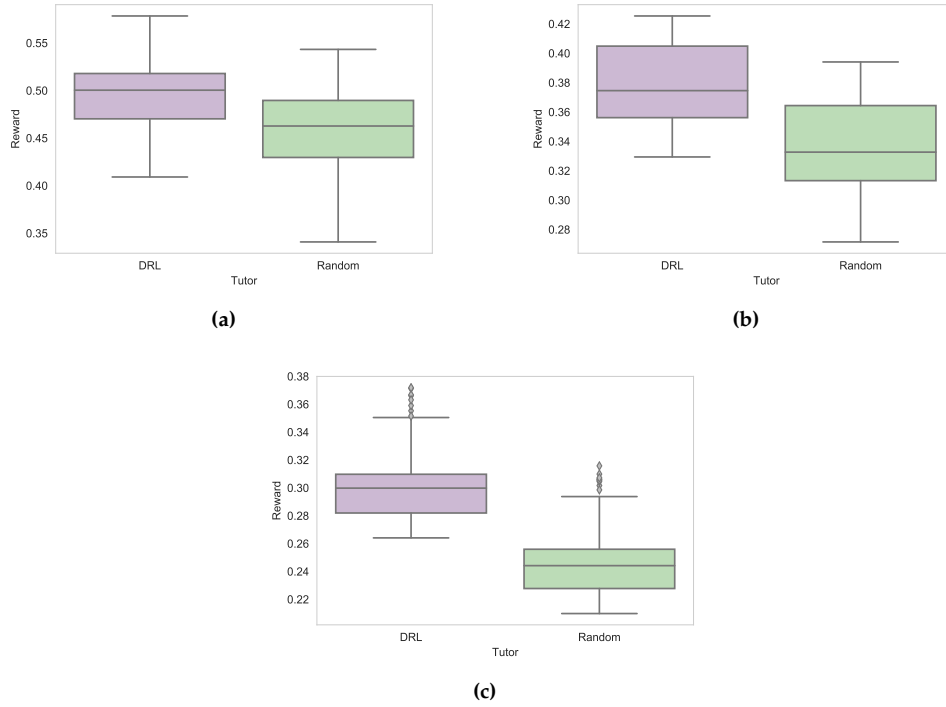 0.55
0.50
0.45
0.40
0.35
Reward
DRL
Random
Tutor
(a)
0.42
0.40
0.38
0.36
0.34
0.32
0.30
0.28
Reward
DRL
Random
Tutor
(b)
0.38
0.36
0.34
0.32
0.30
0.28
0.26
0.24
0.22
Reward
DRL
Random
Tutor
(c)